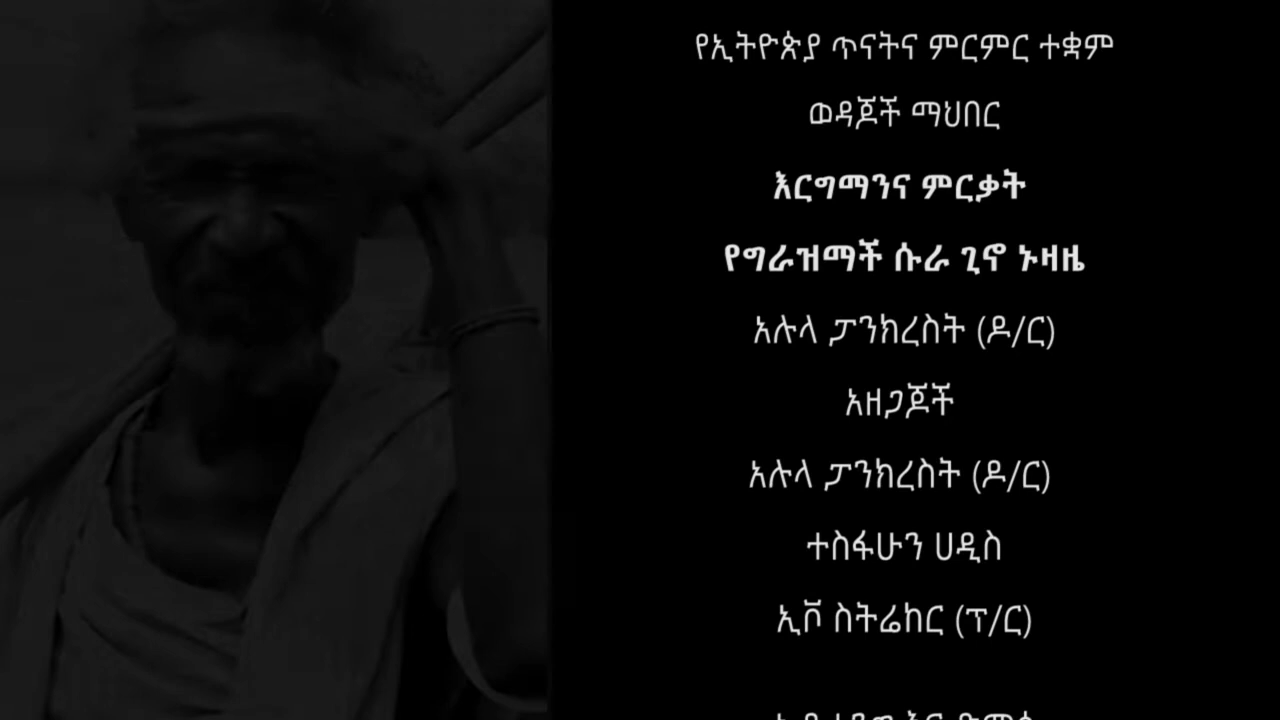 የኢትዮጵያ ጥናትና ምርምር ተቋም
ወዳጆች ማህበር
እርግማንና ምርቃት
የግራዝማች ሱራ ጊኖ ኑዛዜ
አሉላ ፓንክረስት (ዶ/ር)
አዘጋጆች
አሉላ ፓንክረስት (ዶ/ር)
ተስፋሁን ሀዲስ
ኢቮ ስትሬከር (ፕ/ር)